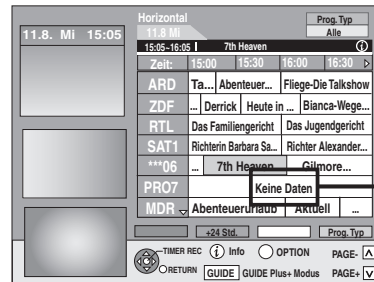 Horizontal
Prog. Typ
11.8. Mi 15:05
11.8 Mi
Alle
15:05~16:05 7th Heaven
Zeit: 15:00 15:30 16:00 16:30
ARD Ta... Abenteuer... Fliege-Die Talkshow
ZDF ... Derrick Heute in ... Bianca-Wege...
RTL Das Familiengericht Das Jugendgericht
SAT1 Richterin Barbara Sa... Richter Alexander...
***06 ... 7th Heaven Gilmore...
PRO7 Keine Daten
MDR Abenteuerurlaub Aktuell ...
+24 Std. Prog. Typ
TIMER REC i Info OPTION PAGE-
RETURN GUIDE GUIDE Plus+ Modus PAGE+